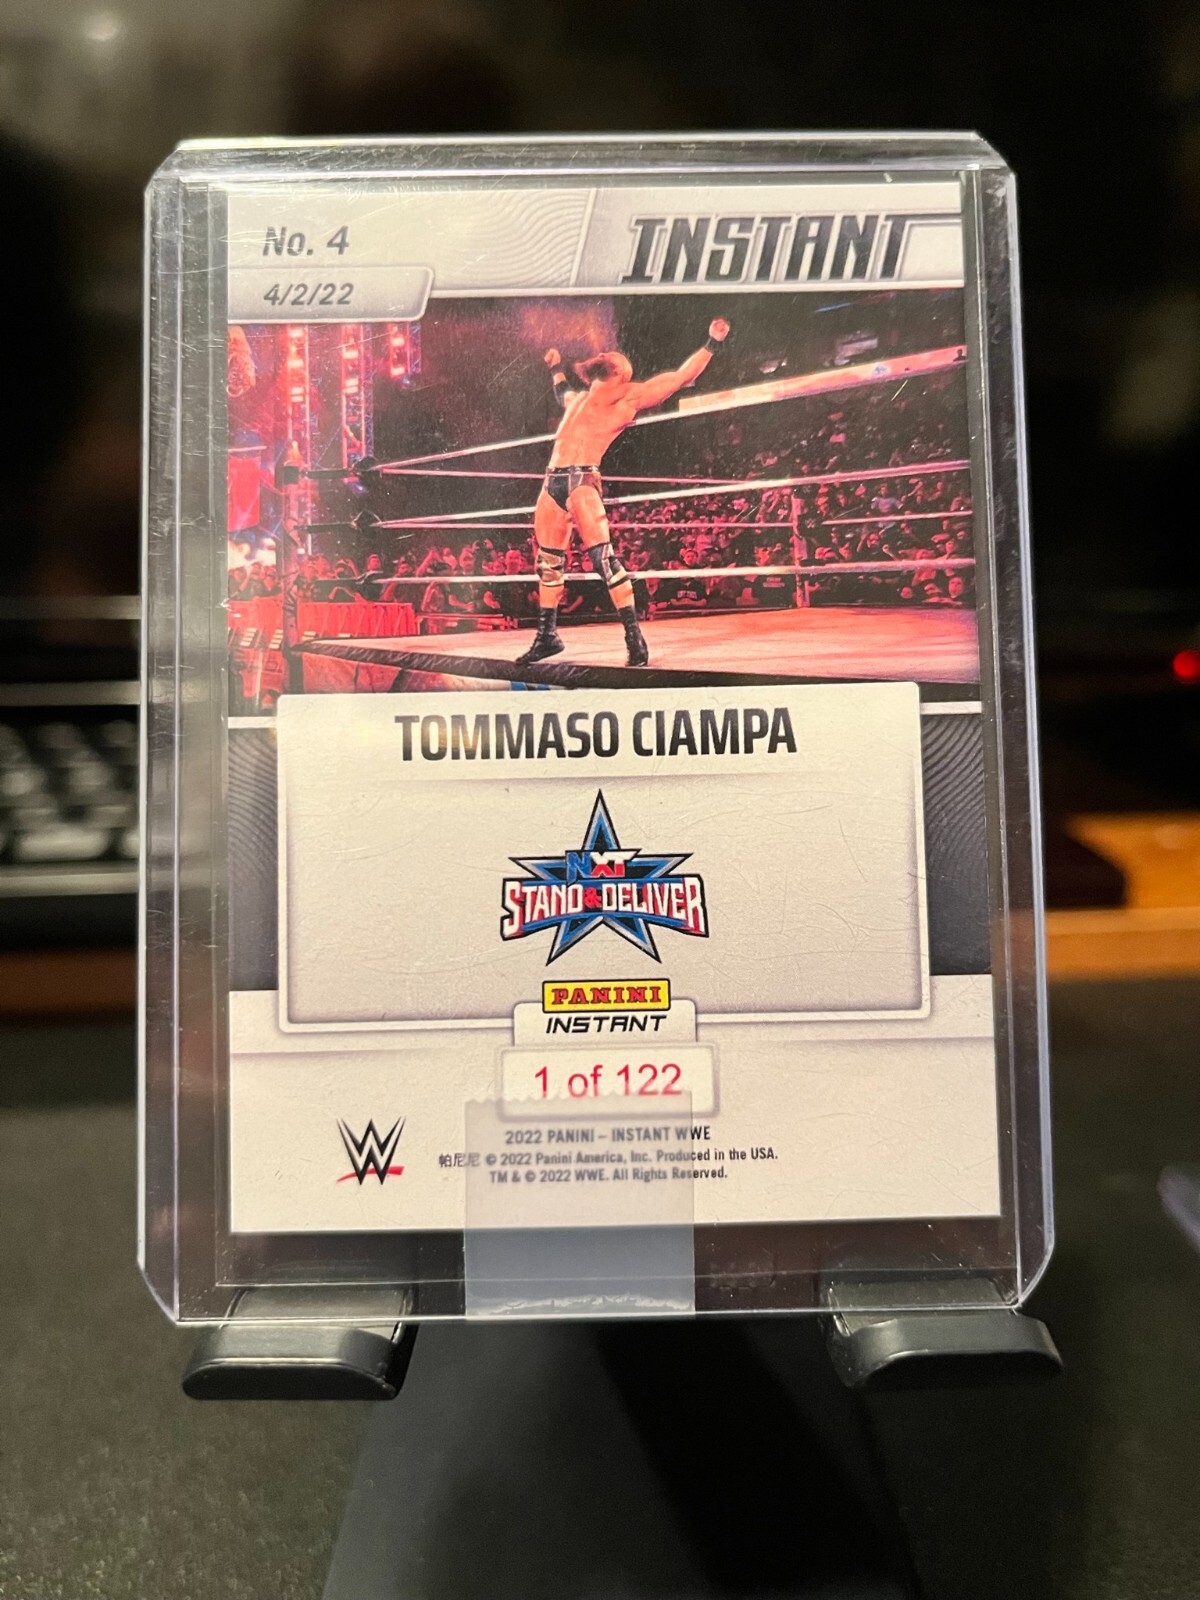 No. 4
INSTANT
4/2/22
TOMMASO CIAMPA
NXT
STAND & DELIVER
PANINI
INSTANT
1 of 122
W
2022 PANINI – INSTANT WWE
帕尼尼 © 2022 Panini America, Inc. Produced in the USA.
TM & © 2022 WWE. All Rights Reserved.